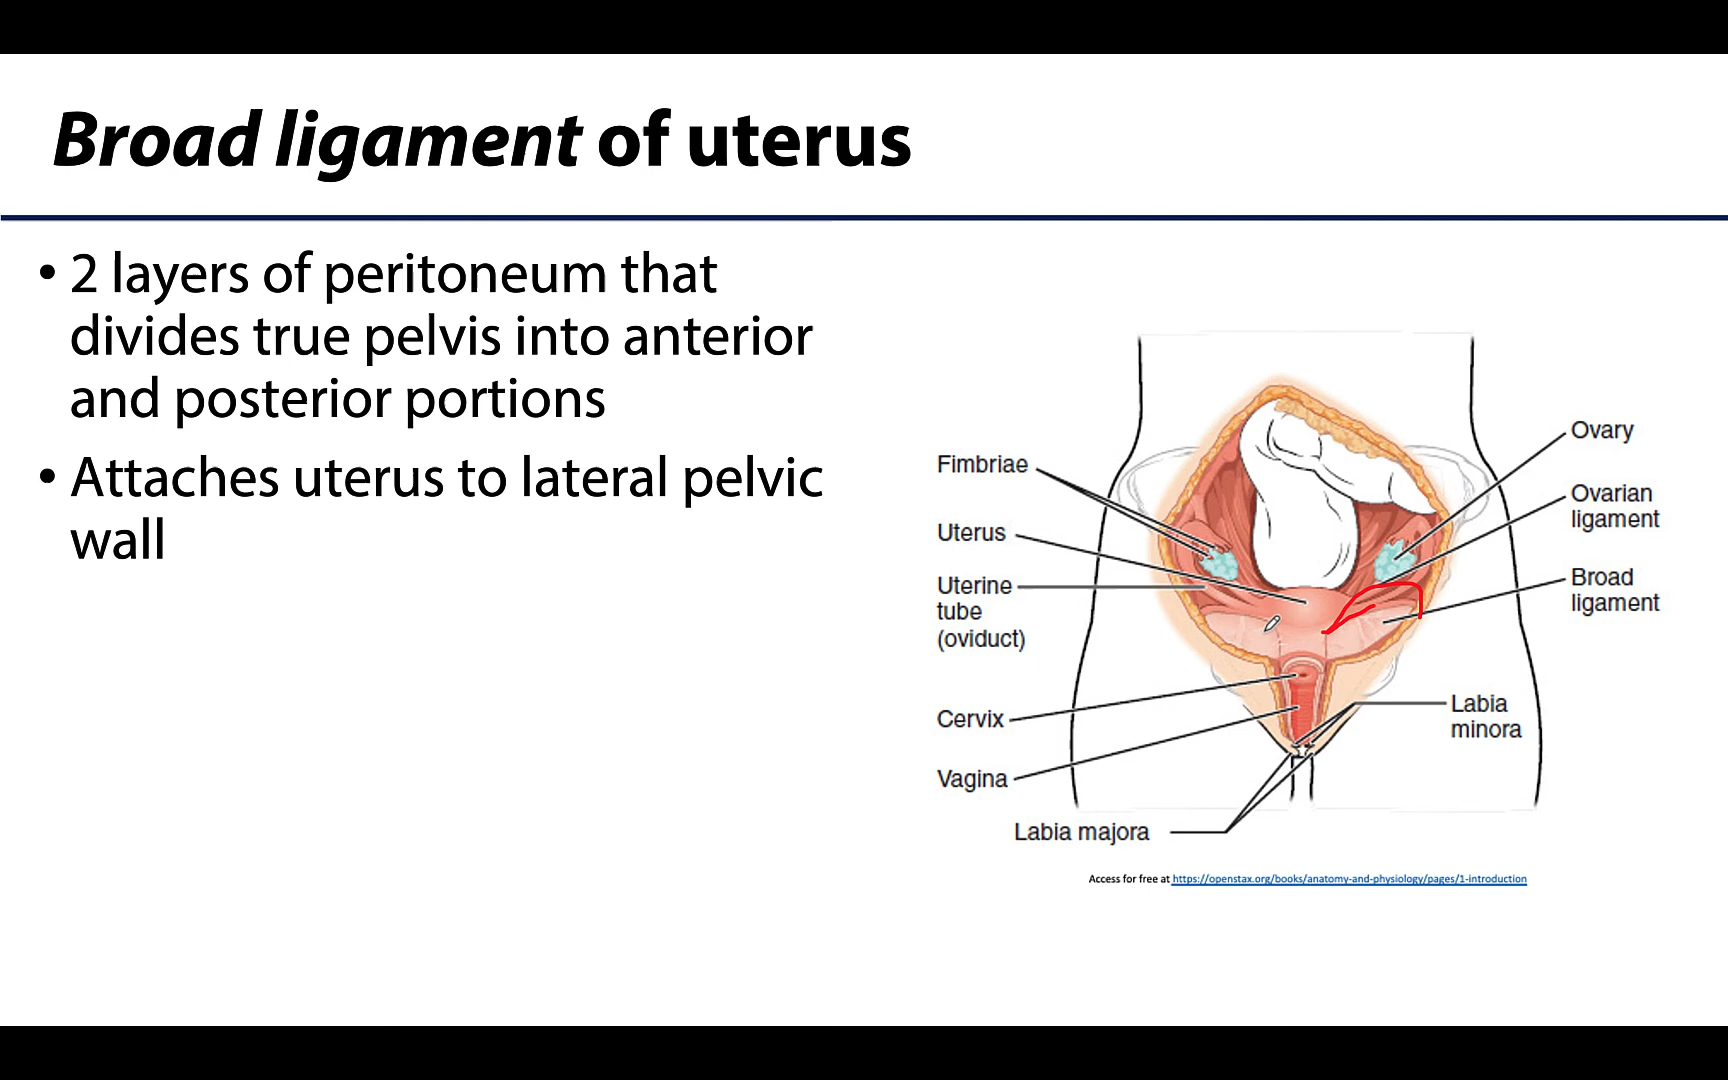 Broad ligament of uterus
• 2 layers of peritoneum that
divides true pelvis into anterior
and posterior portions
• Attaches uterus to lateral pelvic
wall
Fimbriae
Uterus
Uterine
tube
(oviduct)
Cervix
Vagina
Labia majora
Ovary
Ovarian
ligament
Broad
ligament
Labia
minora
Access for free at https://openstax.org/books/anatomy-and-physiology/pages/1-introduction